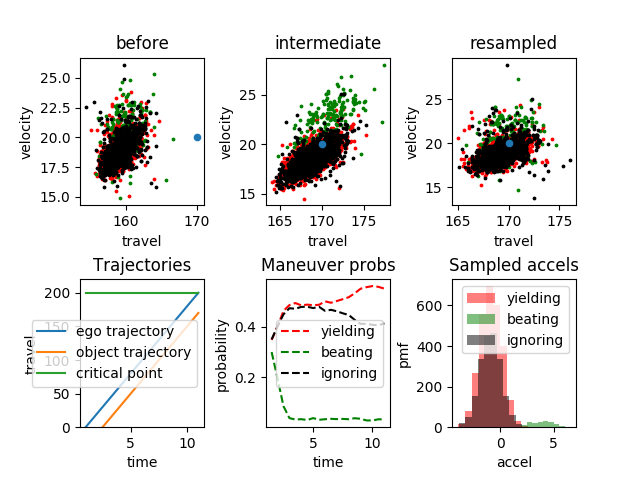 before
intermediate
resampled
25.0
22.5
20.0
17.5
15.0
velocity
160
170
travel
25
20
15
velocity
165
170
175
travel
25
20
15
velocity
165
170
175
travel
Trajectories
Maneuver probs
Sampled accels
200
150
100
50
0
travel
ego trajectory
object trajectory
critical point
5
10
time
0.4
0.2
probability
yielding
beating
ignoring
5
10
time
600
400
200
0
pmf
yielding
beating
ignoring
0
5
accel